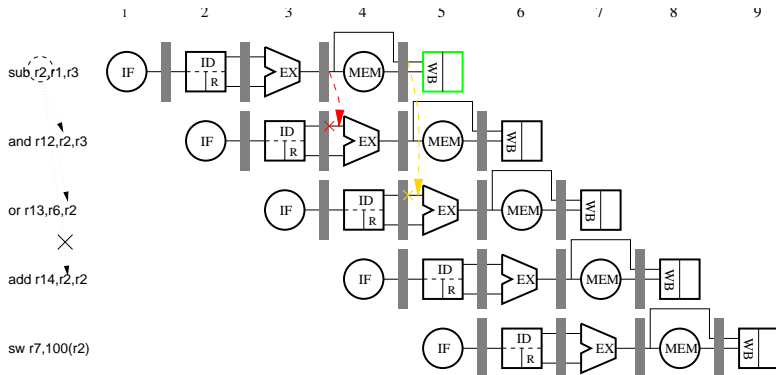 1 2 3 4 5 6 7 8 9
sub r2,r1,r3 IF ID R EX MEM WB
and r12,r2,r3 IF ID R EX MEM WB
or r13,r6,r2 IF ID R EX MEM WB
add r14,r2,r2 IF ID R EX MEM WB
sw r7,100(r2) IF ID R EX MEM WB